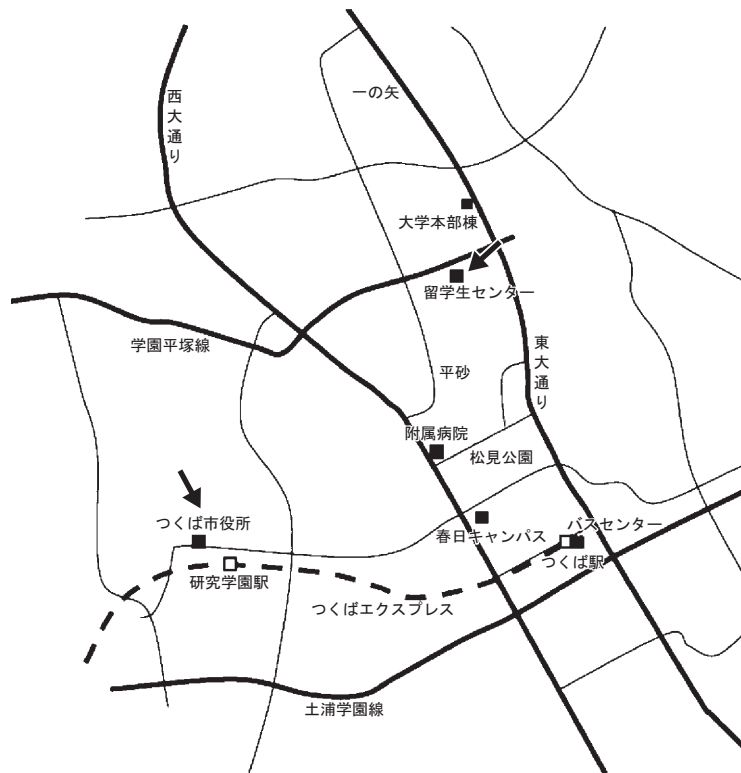 一の矢
西大通り
大学本部棟
留学生センター
学園平塚線
東大通り
平砂
附属病院
松見公園
つくば市役所
バスセンター
春日キャンパス
つくば駅
研究学園駅
つくばエクスプレス
土浦学園線